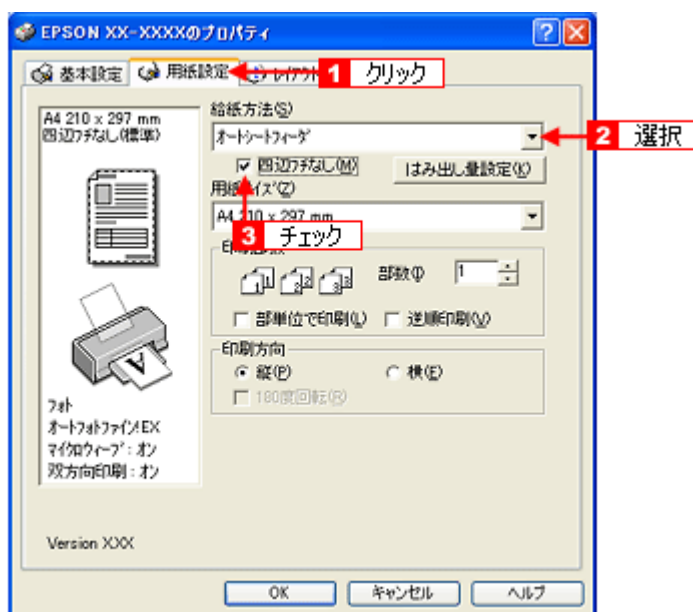 EPSON XX-XXXXのプロパティ
基本設定 用紙設定 レイアウト
1 クリック
A4 210 x 297 mm
四辺フチなし(標準)
給紙方法(S)
オートシートフィーダ
2 選択
四辺フチなし(M) はみ出し量設定(K)
用紙サイズ(Z)
A4 210 x 297 mm
3 チェック
部数(I) 1
部単位で印刷(L) 逆順印刷(V)
印刷方向
縦(P) 横(E)
180度回転(R)
フォト
オートフォトファイン!EX
マイクロウィーブ : オン
双方向印刷 : オン
Version XXX
OK キャンセル ヘルプ